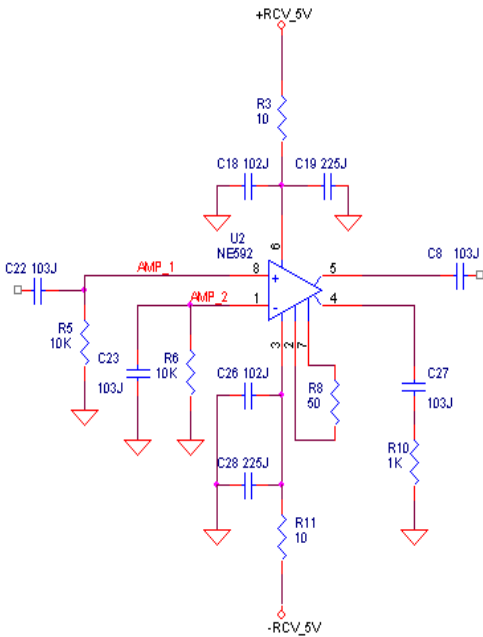 +RCV_5V
R3
10
C18 102J
C19 225J
U2
NE592
6
C22 103J
AMP_1
8
+
5
C8 103J
AMP_2
1
-
4
R5
10K
C23
103J
R6
10K
3
2
7
C26 102J
R8
50
C27
103J
C28 225J
R10
1K
R11
10
-RCV_5V